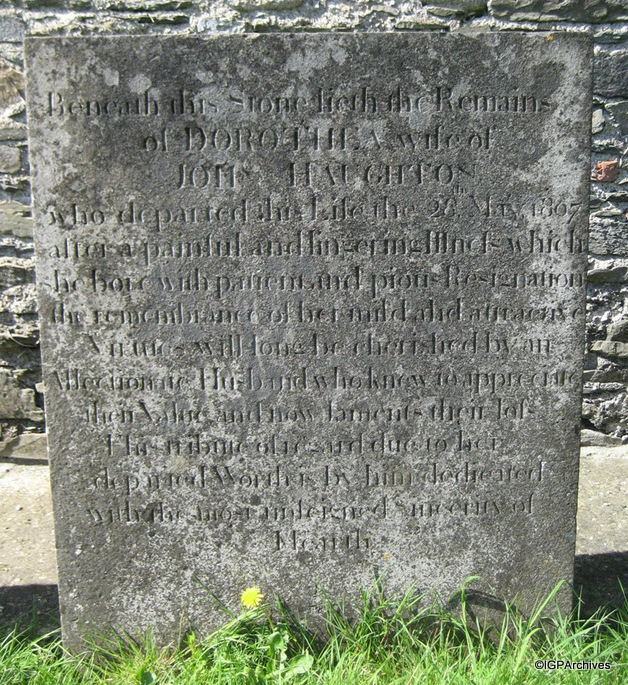 Beneath this Stone lieth the Remains
of DOROTHEA wife of
JOHN HAUGHTON
who departed this Life the 28th May 1807
after a painful and lingering Illness which
she bore with patient and pious Resignation
the remembrance of her mild and attractive
Virtues will long be cherished by an
Affectionate Husband who knew to appreciate
their Value and now laments their loss
The tribute of regard due to her
departed Worth is by him dedicated
with the most unfeigned Sincerity of
Heart
©IGPArchives